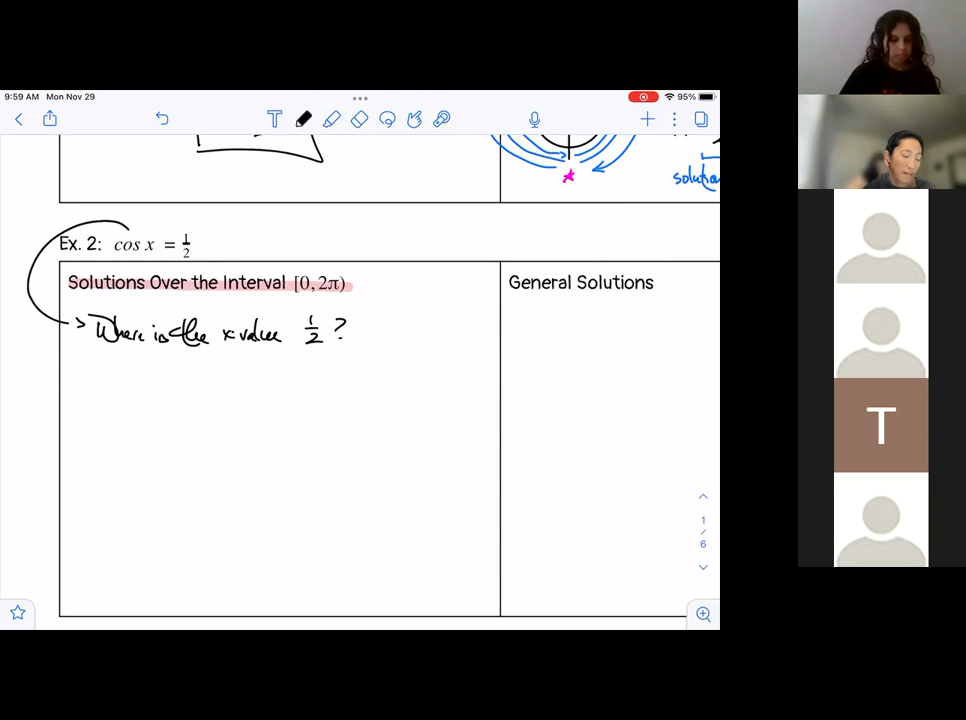 9:59 AM Mon Nov 29
95%
T
solution
Ex. 2: cos x = 1/2
Solutions Over the Interval [0, 2π)
General Solutions
> Where is the x value 1/2 ?
1
/
6
T